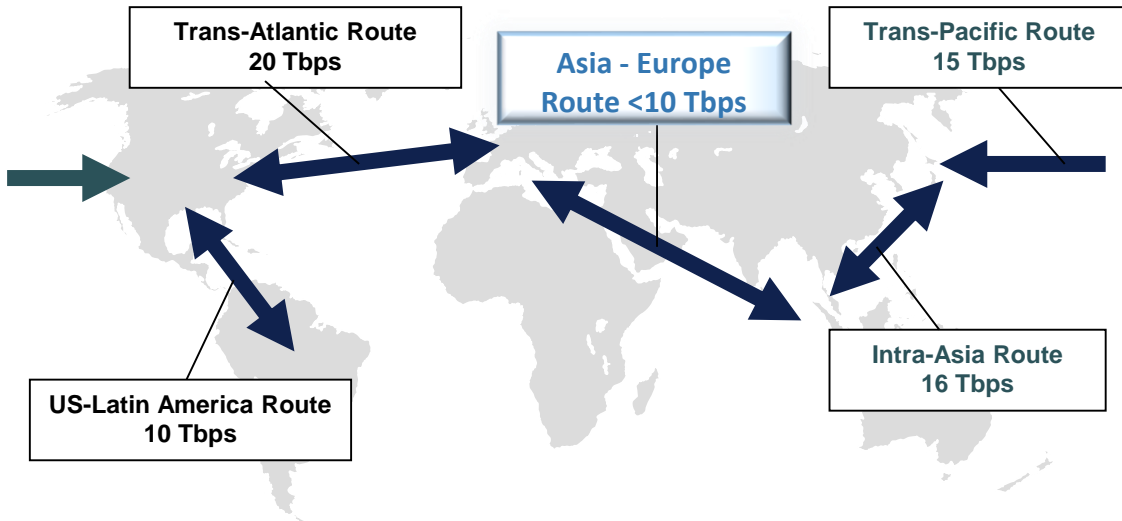 Trans-Atlantic Route
20 Tbps
Asia - Europe
Route <10 Tbps
Trans-Pacific Route
15 Tbps
US-Latin America Route
10 Tbps
Intra-Asia Route
16 Tbps